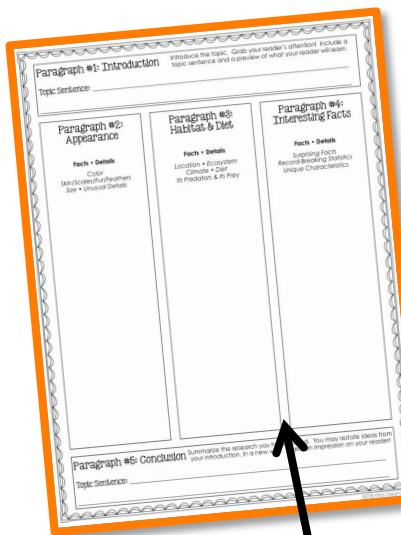 Paragraph #1: Introduction
Introduce the topic. Grab your reader's attention! Include a
topic sentence and a preview of what your reader will learn.
Topic Sentence:
Paragraph #2:
Appearance
Facts • Details
Color
Skin/Scales/Fur/Feathers
Size • Unusual Details
Paragraph #3:
Habitat & Diet
Facts • Details
Location • Ecosystem
Climate • Diet
Its Predators & Its Prey
Paragraph #4:
Interesting Facts
Facts • Details
Surprising Facts
Record-Breaking Statistics
Unique Characteristics
Paragraph #5: Conclusion
Summarize the research you You may restate ideas from
your introduction, in a new impression on your reader!
Topic Sentence: